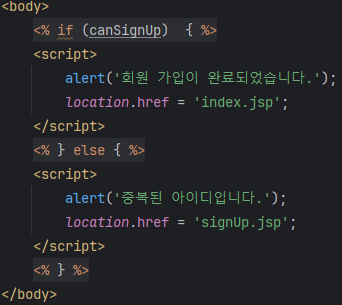 <body>
<% if (canSignUp)  { %>
<script>
alert('회원 가입이 완료되었습니다.');
location.href = 'index.jsp';
</script>
<% } else { %>
<script>
alert('중복된 아이디입니다.');
location.href = 'signUp.jsp';
</script>
<% } %>
</body>